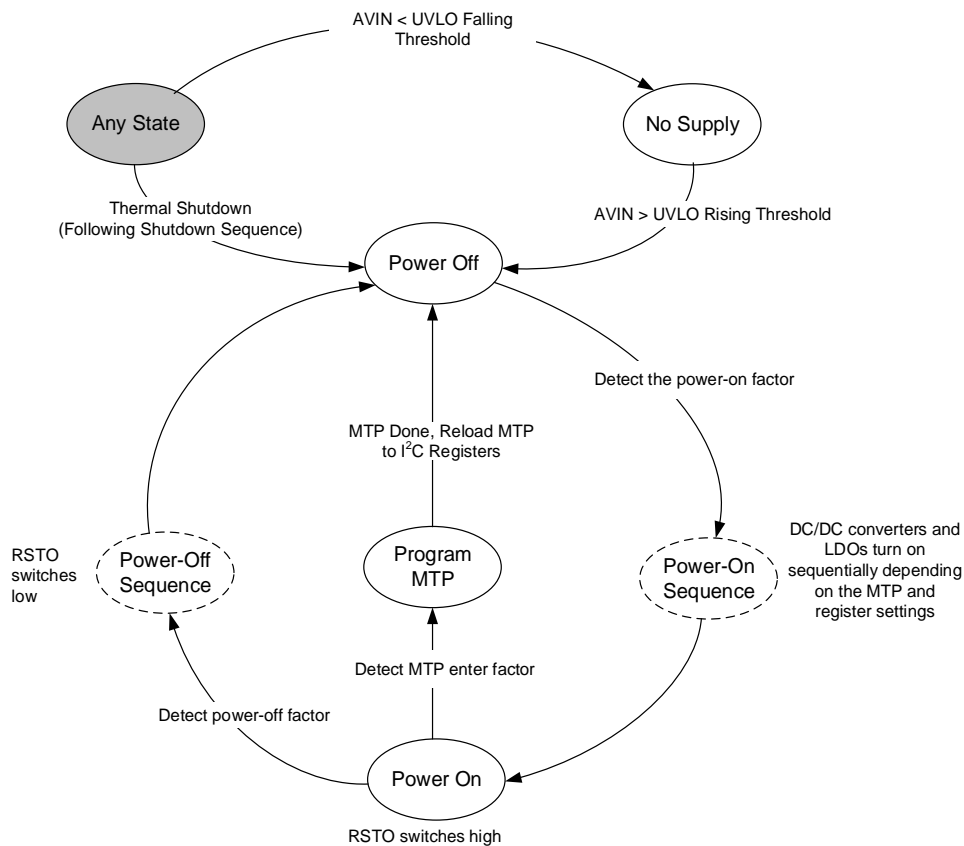 AVIN < UVLO Falling
Threshold
Any State
No Supply
Thermal Shutdown
(Following Shutdown Sequence)
AVIN > UVLO Rising Threshold
Power Off
Detect the power-on factor
MTP Done, Reload MTP
to I²C Registers
RSTO
switches
low
Power-Off
Sequence
Program
MTP
Power-On
Sequence
DC/DC converters and
LDOs turn on
sequentially depending
on the MTP and
register settings
Detect MTP enter factor
Detect power-off factor
Power On
RSTO switches high